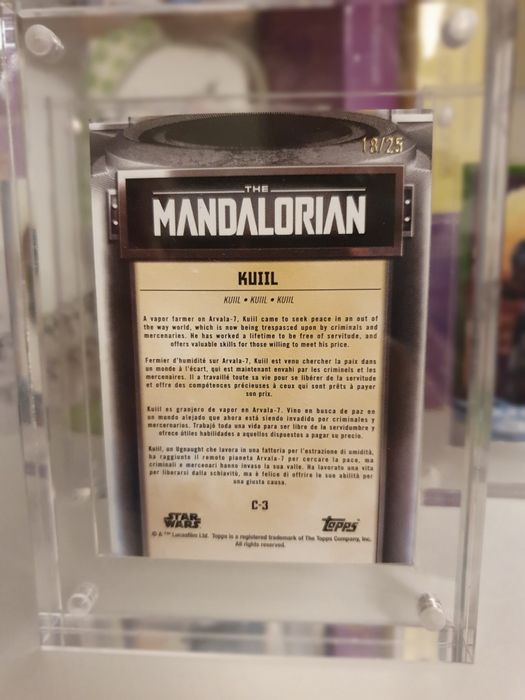 18/25
THE
MANDALORIAN
KUIIL
KUIIL • KUIIL • KUIIL
A vapor farmer on Arvala-7, Kuiil came to seek peace in an out of
the way world, which is now being trespassed upon by criminals and
mercenaries. He has worked a lifetime to be free of servitude, and
offers valuable skills for those willing to meet his price.
Fermier d'humidité sur Arvala-7, Kuiil est venu chercher la paix dans
un monde à l'écart, qui est maintenant envahi par les criminels et les
mercenaires. Il a travaillé toute sa vie pour se libérer de la servitude
et offre des compétences précieuses à ceux qui sont prêts à payer
son prix.
Kuiil es granjero de vapor en Arvala-7. Vino en busca de paz en
un mundo alejado que ahora está siendo invadido por criminales y
mercernarios. Trabajó toda una vida para ser libre de la servidumbre y
ofrece útiles habilidades a aquellos dispuestos a pagar su precio.
Kuiil, un Ugnaught che lavora in una fattoria per l'estrazione di umidità,
ha raggiunto il remoto pianeta Arvala-7 per cercare la pace, ma
criminali e mercenari hanno invaso la sua valle. Ha lavorato una vita
per liberarsi dalla schiavitù, ma è felice di offrire le sue abilità per
una giusta causa.
C-3
STAR
WARS
Topps
© & ™ Lucasfilm Ltd. Topps is a registered trademark of The Topps Company, Inc.
All rights reserved.